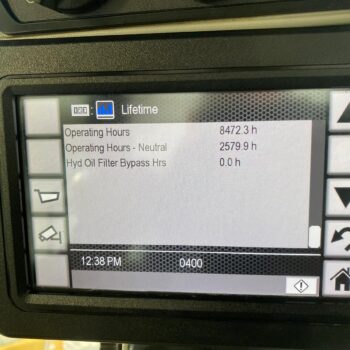 Lifetime
Operating Hours 8472.3 h
Operating Hours - Neutral 2579.9 h
Hyd Oil Filter Bypass Hrs 0.0 h
12:38 PM 0400